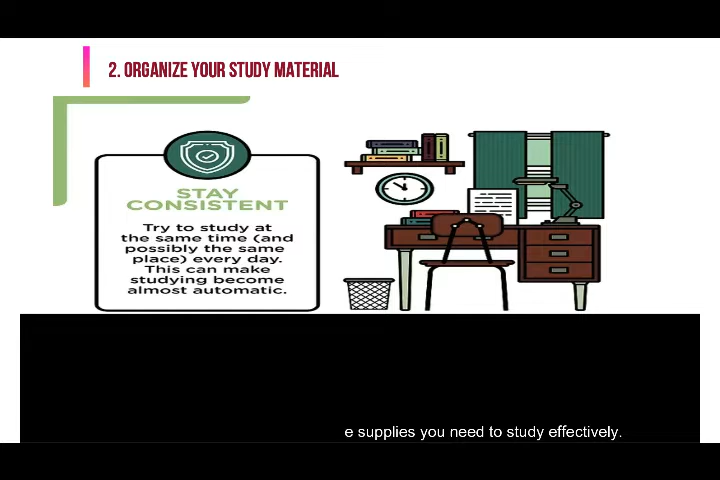 2. ORGANIZE YOUR STUDY MATERIAL
STAY
CONSISTENT
Try to study at
the same time (and
possibly the same
place) every day.
This can make
studying become
almost automatic.
e supplies you need to study effectively.